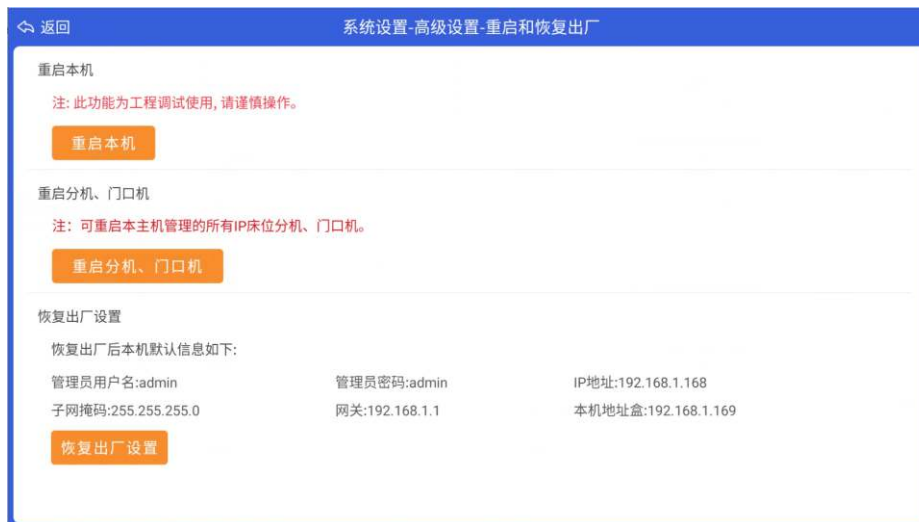 返回
系统设置-高级设置-重启和恢复出厂
重启本机
注: 此功能为工程调试使用, 请谨慎操作。
重启本机
重启分机、门口机
注：可重启本主机管理的所有IP床位分机、门口机。
重启分机、门口机
恢复出厂设置
恢复出厂后本机默认信息如下:
管理员用户名:admin 管理员密码:admin IP地址:192.168.1.168
子网掩码:255.255.255.0 网关:192.168.1.1 本机地址盒:192.168.1.169
恢复出厂设置